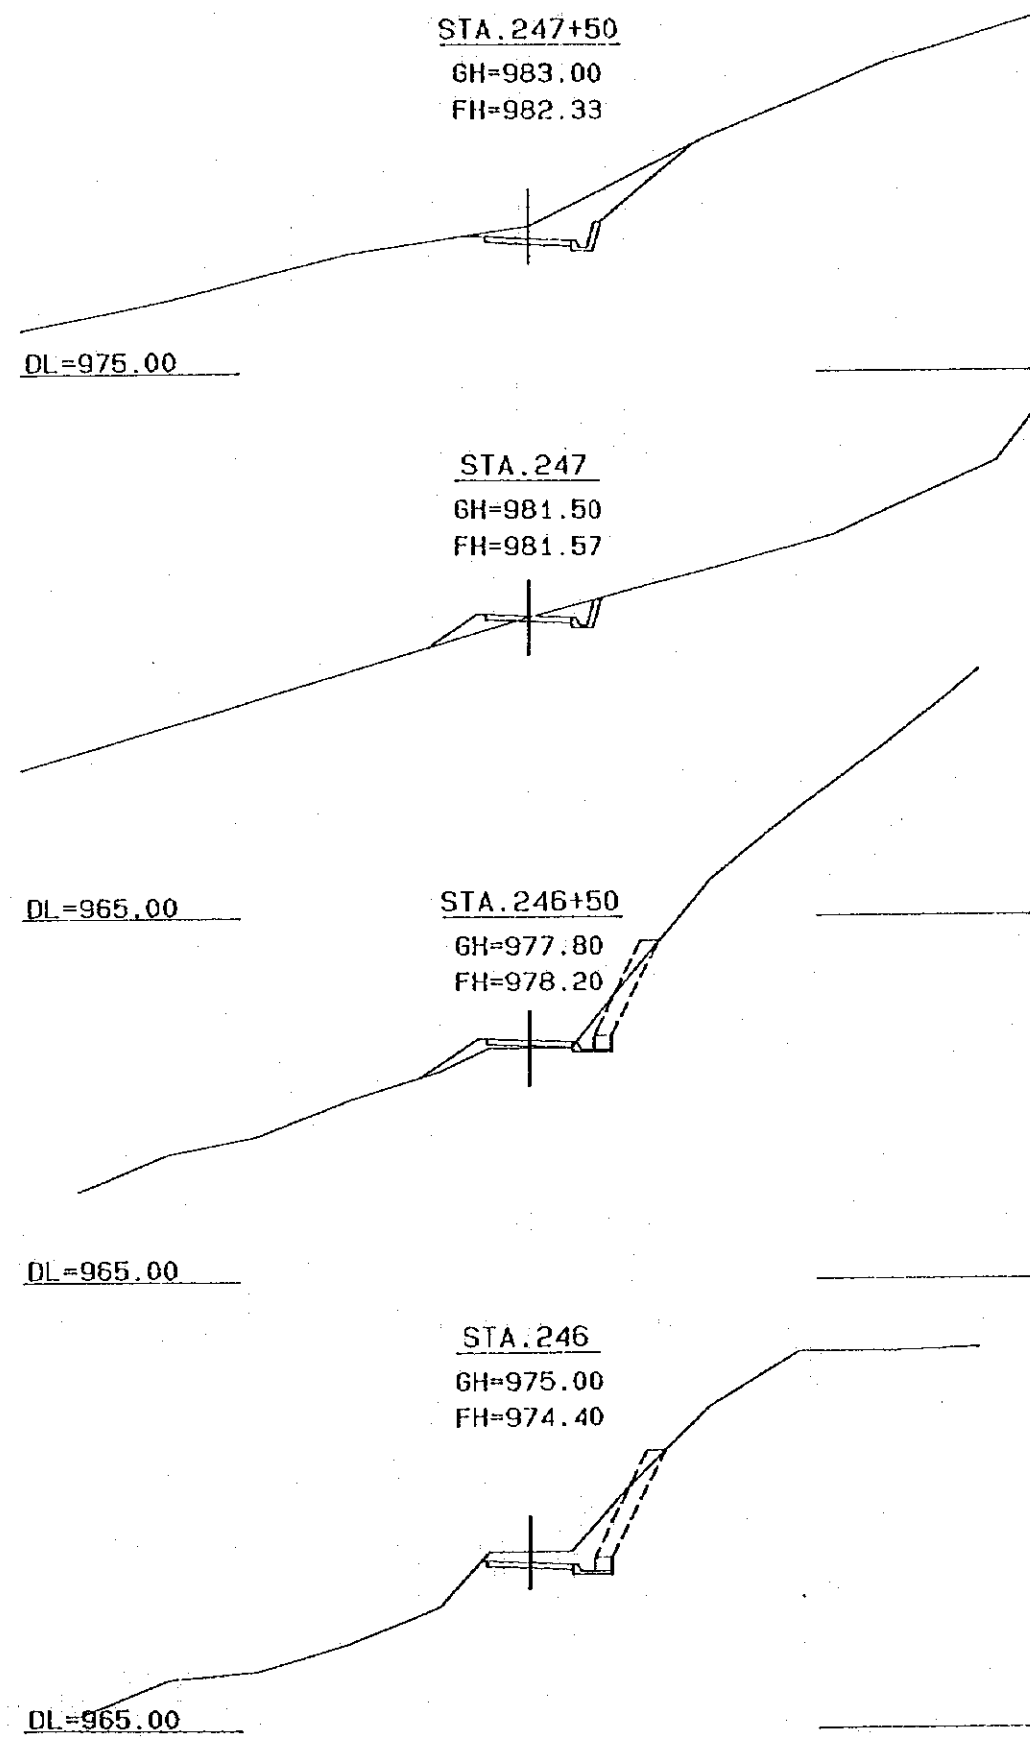 STA.247+50
GH=983.00
FH=982.33
DL=975.00
STA.247
GH=981.50
FH=981.57
DL=965.00
STA.246+50
GH=977.80
FH=978.20
DL=965.00
STA.246
GH=975.00
FH=974.40
DL=965.00